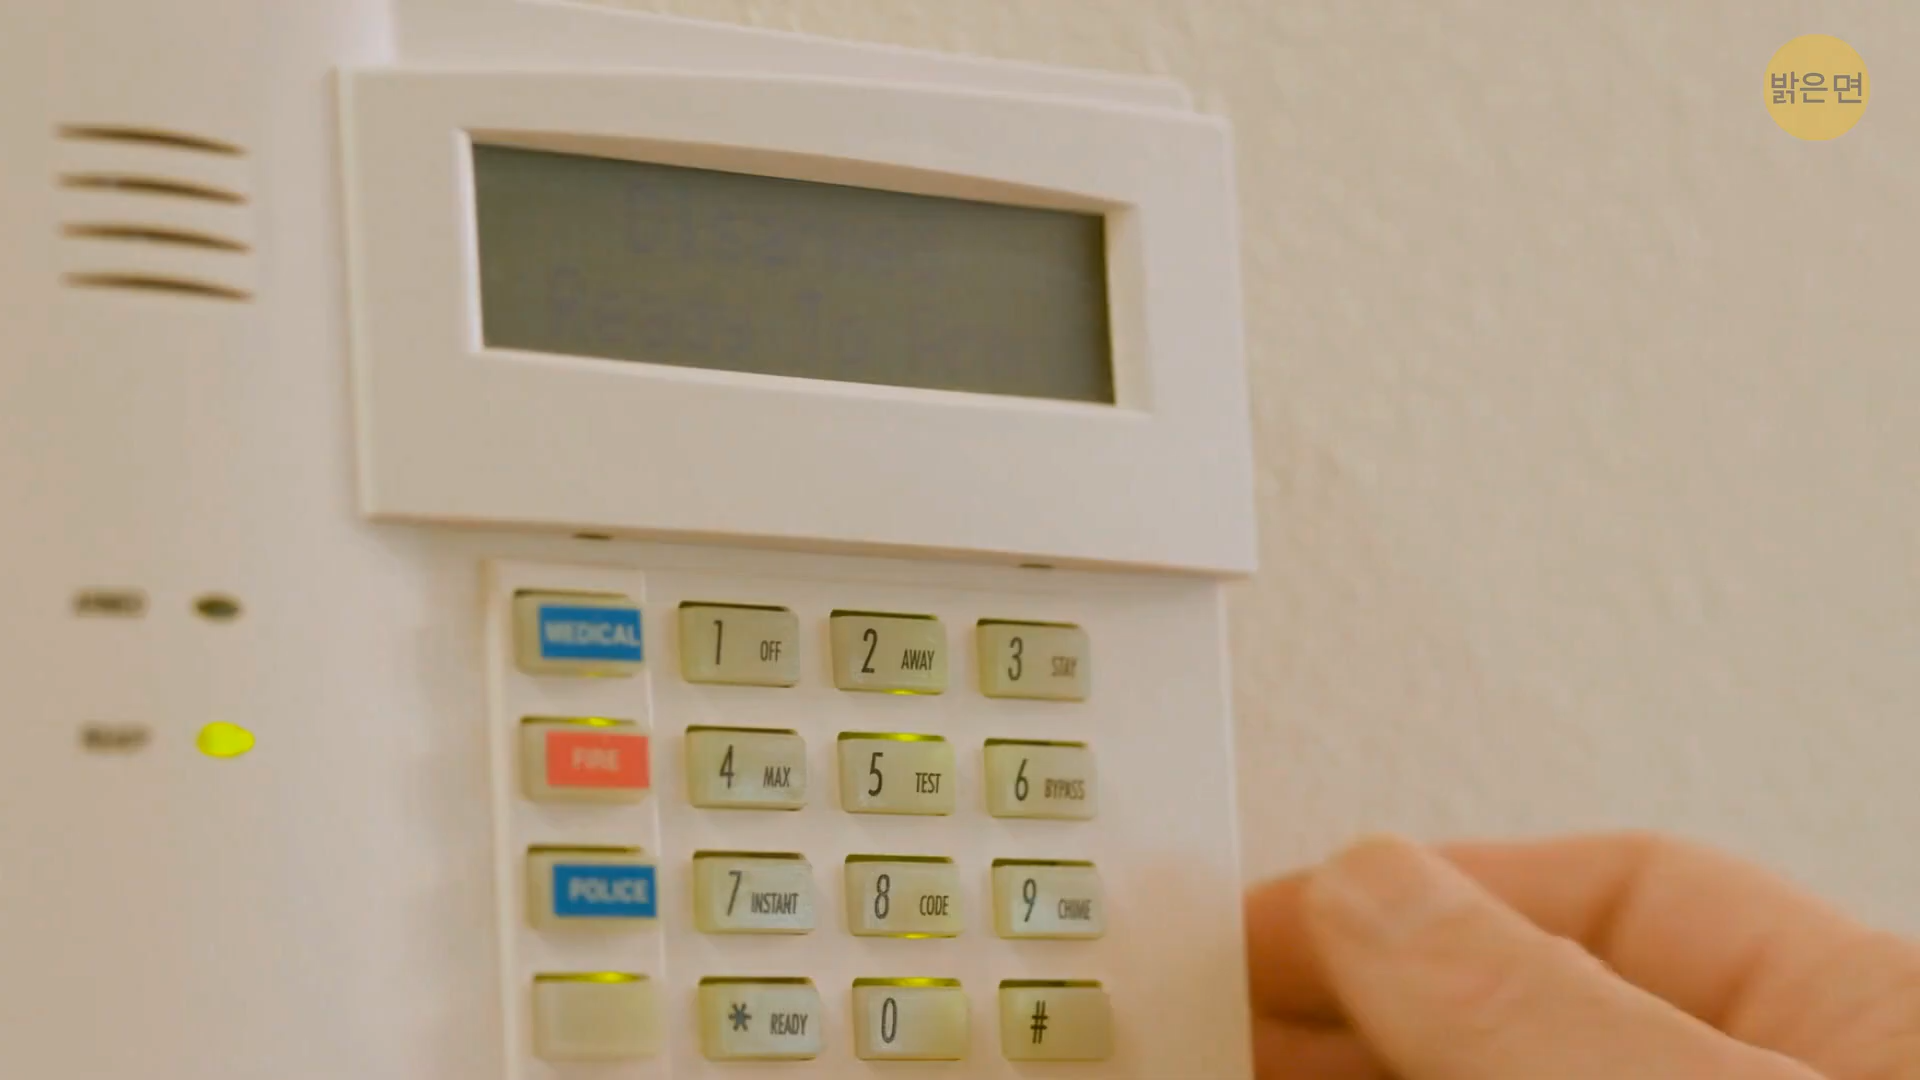 밝은면
MEDICAL
1 OFF
2 AWAY
3 STAY
FIRE
4 MAX
5 TEST
6 BYPASS
POLICE
7 INSTANT
8 CODE
9 CHIME
* READY
0
#